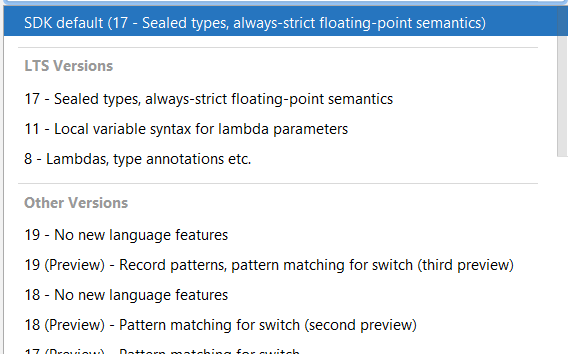 SDK default (17 - Sealed types, always-strict floating-point semantics)
LTS Versions
17 - Sealed types, always-strict floating-point semantics
11 - Local variable syntax for lambda parameters
8 - Lambdas, type annotations etc.
Other Versions
19 - No new language features
19 (Preview) - Record patterns, pattern matching for switch (third preview)
18 - No new language features
18 (Preview) - Pattern matching for switch (second preview)
17 (Preview) - Pattern matching for switch